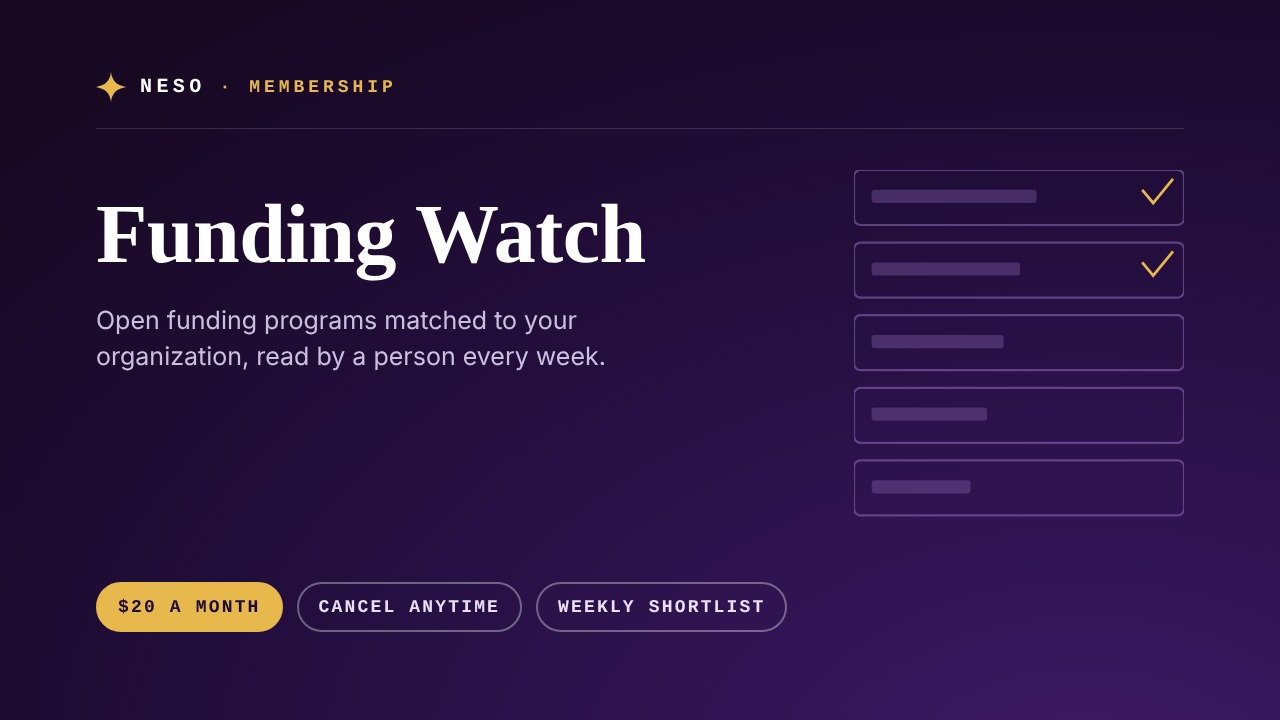 NESO · MEMBERSHIP
Funding Watch
Open funding programs matched to your
organization, read by a person every week.
$20 A MONTH
CANCEL ANYTIME
WEEKLY SHORTLIST